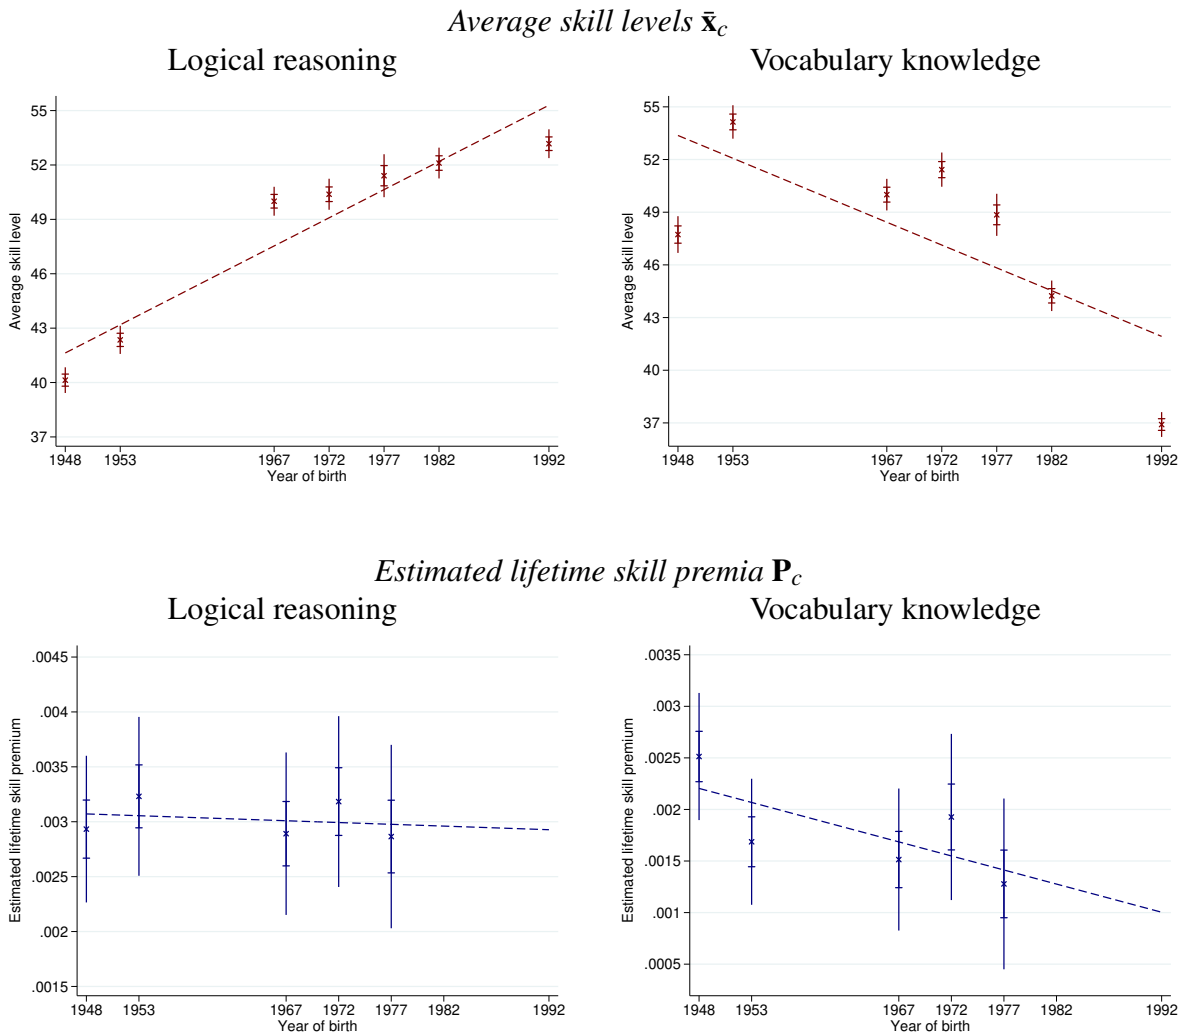 Average skill levels x̄c
Logical reasoning
Vocabulary knowledge
55
52
49
46
43
40
37
Average skill level
1948 1953 1967 1972 1977 1982 1992
Year of birth
55
52
49
46
43
40
37
Average skill level
1948 1953 1967 1972 1977 1982 1992
Year of birth
Estimated lifetime skill premia Pc
Logical reasoning
Vocabulary knowledge
.0045
.004
.0035
.003
.0025
.002
.0015
Estimated lifetime skill premium
1948 1953 1967 1972 1977 1982 1992
Year of birth
.0035
.003
.0025
.002
.0015
.001
.0005
Estimated lifetime skill premium
1948 1953 1967 1972 1977 1982 1992
Year of birth